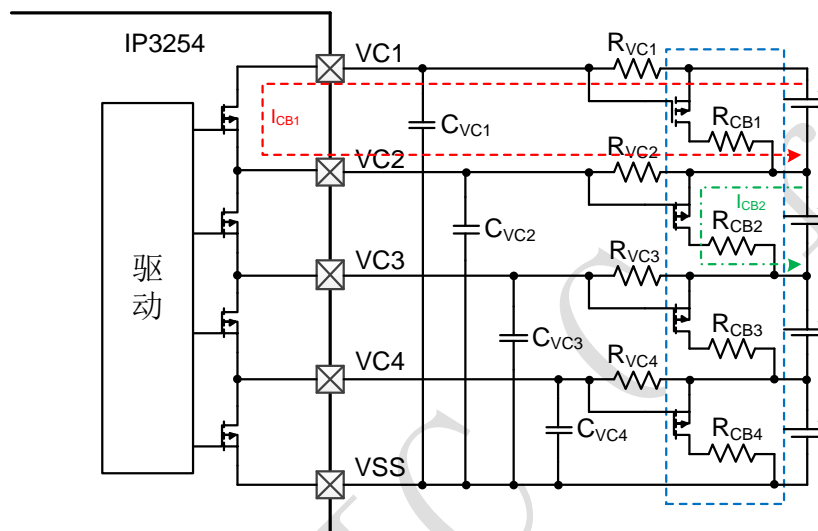 IP3254
VC1
RVC1
ICB1
CVC1
RCB1
VC2
RVC2
ICB2
CVC2
RCB2
驱动
VC3
RVC3
CVC3
RCB3
VC4
RVC4
CVC4
RCB4
VSS